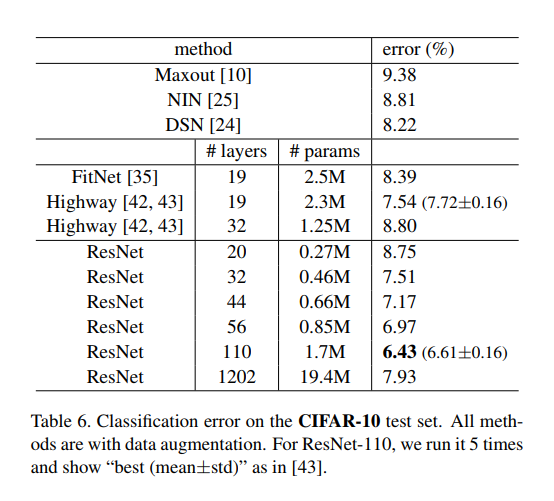 method error (%)
Maxout [10] 9.38
NIN [25] 8.81
DSN [24] 8.22
# layers # params
FitNet [35] 19 2.5M 8.39
Highway [42, 43] 19 2.3M 7.54 (7.72±0.16)
Highway [42, 43] 32 1.25M 8.80
ResNet 20 0.27M 8.75
ResNet 32 0.46M 7.51
ResNet 44 0.66M 7.17
ResNet 56 0.85M 6.97
ResNet 110 1.7M 6.43 (6.61±0.16)
ResNet 1202 19.4M 7.93
Table 6. Classification error on the CIFAR-10 test set. All meth-
ods are with data augmentation. For ResNet-110, we run it 5 times
and show “best (mean±std)” as in [43].